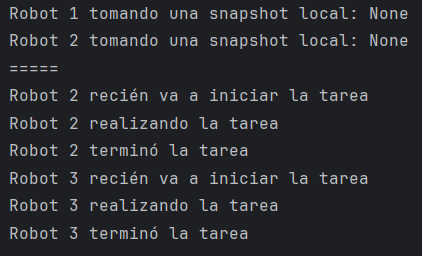 Robot 1 tomando una snapshot local: None
Robot 2 tomando una snapshot local: None
=====
Robot 2 recién va a iniciar la tarea
Robot 2 realizando la tarea
Robot 2 terminó la tarea
Robot 3 recién va a iniciar la tarea
Robot 3 realizando la tarea
Robot 3 terminó la tarea